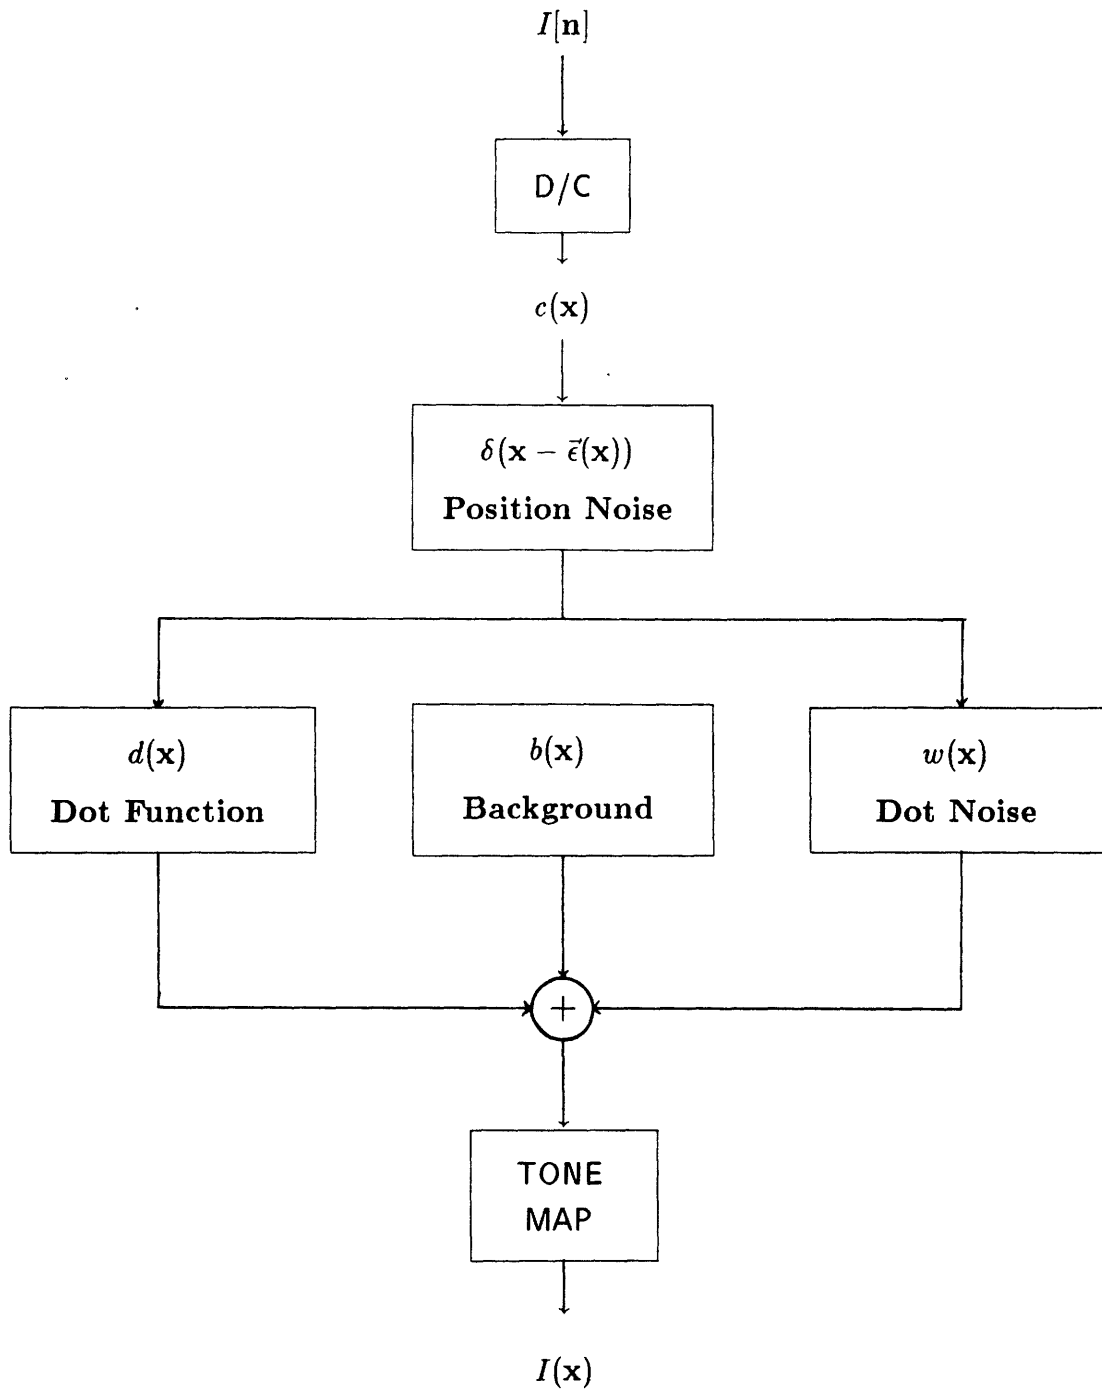 I[n]
D/C
c(x)
δ(x − ε⃗(x))
Position Noise
d(x)
Dot Function
b(x)
Background
w(x)
Dot Noise
+
TONE
MAP
I(x)